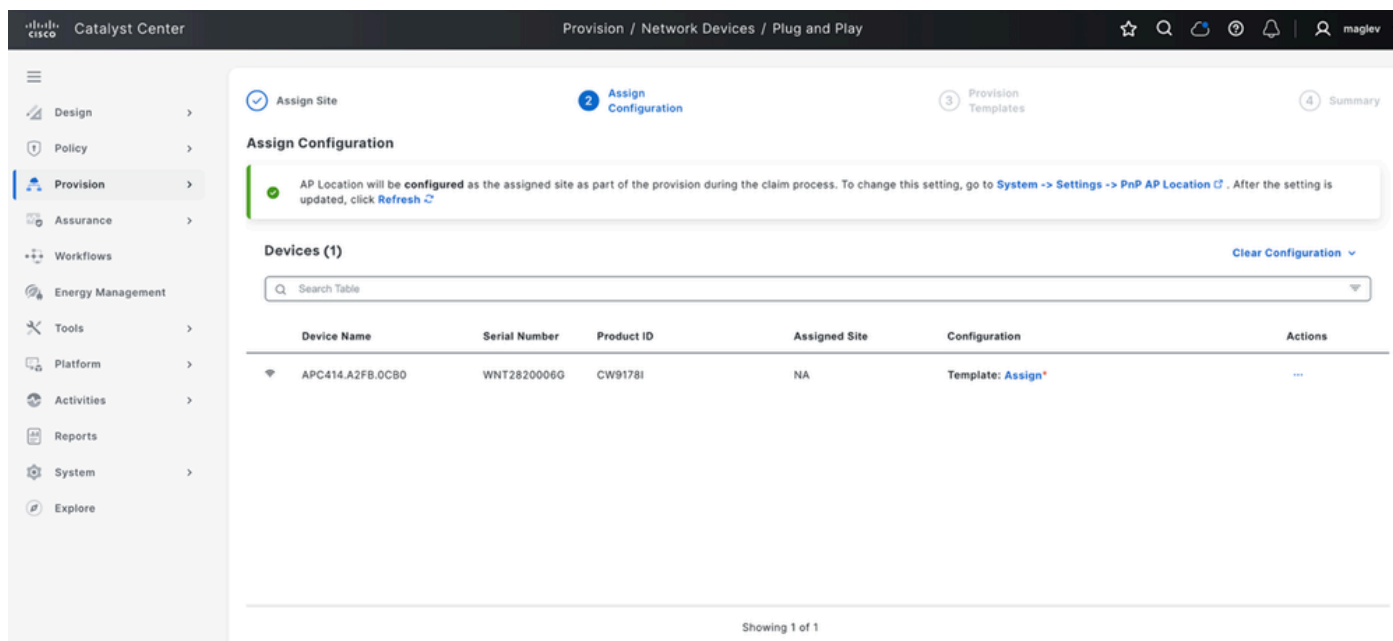 cisco Catalyst Center Provision / Network Devices / Plug and Play maglev
Design
Policy
Provision
Assurance
Workflows
Energy Management
Tools
Platform
Activities
Reports
System
Explore
Assign Site
2 Assign
Configuration
3 Provision
Templates
4 Summary
Assign Configuration
AP Location will be configured as the assigned site as part of the provision during the claim process. To change this setting, go to System -> Settings -> PnP AP Location . After the setting is
updated, click Refresh
Devices (1) Clear Configuration
Search Table
Device Name Serial Number Product ID Assigned Site Configuration Actions
APC414.A2FB.0CB0 WNT2820006G CW9178I NA Template: Assign* ...
Showing 1 of 1